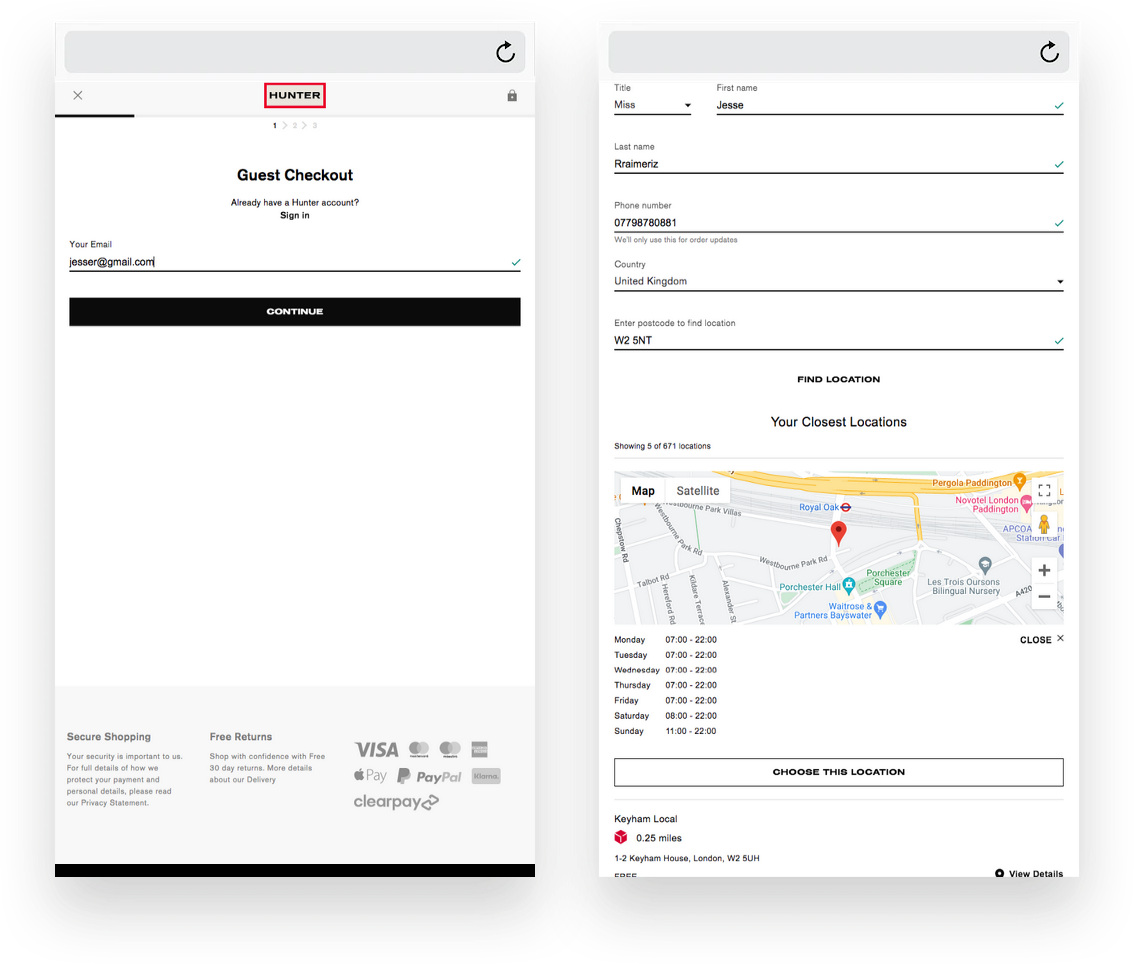 HUNTER
1 2 3
Guest Checkout
Already have a Hunter account?
Sign in
Your Email
jesser@gmail.com
CONTINUE
Secure Shopping
Your security is important to us.
For full details of how we
protect your payment and
personal details, please read
our Privacy Statement.
Free Returns
Shop with confidence with Free
30 day returns. More details
about our Delivery
VISA
Pay PayPal Klarna.
clearpay
Title
Miss
First name
Jesse
Last name
Rraimeriz
Phone number
07798780881
We'll only use this for order updates
Country
United Kingdom
Enter postcode to find location
W2 5NT
FIND LOCATION
Your Closest Locations
Showing 5 of 671 locations
Map Satellite
Pergola Paddington
Novotel London
Paddington
Royal Oak
APCOA
Station Car
Westbourne Park Villas
Westbourne Park Rd
Chepstow Rd
Westbourne Park Rd
Talbot Rd
Hereford Rd
Kildare Terrace
Alexander St
Porchester Hall
Porchester
Square
Les Trois Oursons
Bilingual Nursery
Waitrose &
Partners Bayswater
A420
Monday 07:00 - 22:00
Tuesday 07:00 - 22:00
Wednesday 07:00 - 22:00
Thursday 07:00 - 22:00
Friday 07:00 - 22:00
Saturday 08:00 - 22:00
Sunday 11:00 - 22:00
CLOSE
CHOOSE THIS LOCATION
Keyham Local
0.25 miles
1-2 Keyham House, London, W2 5UH
FREE
View Details